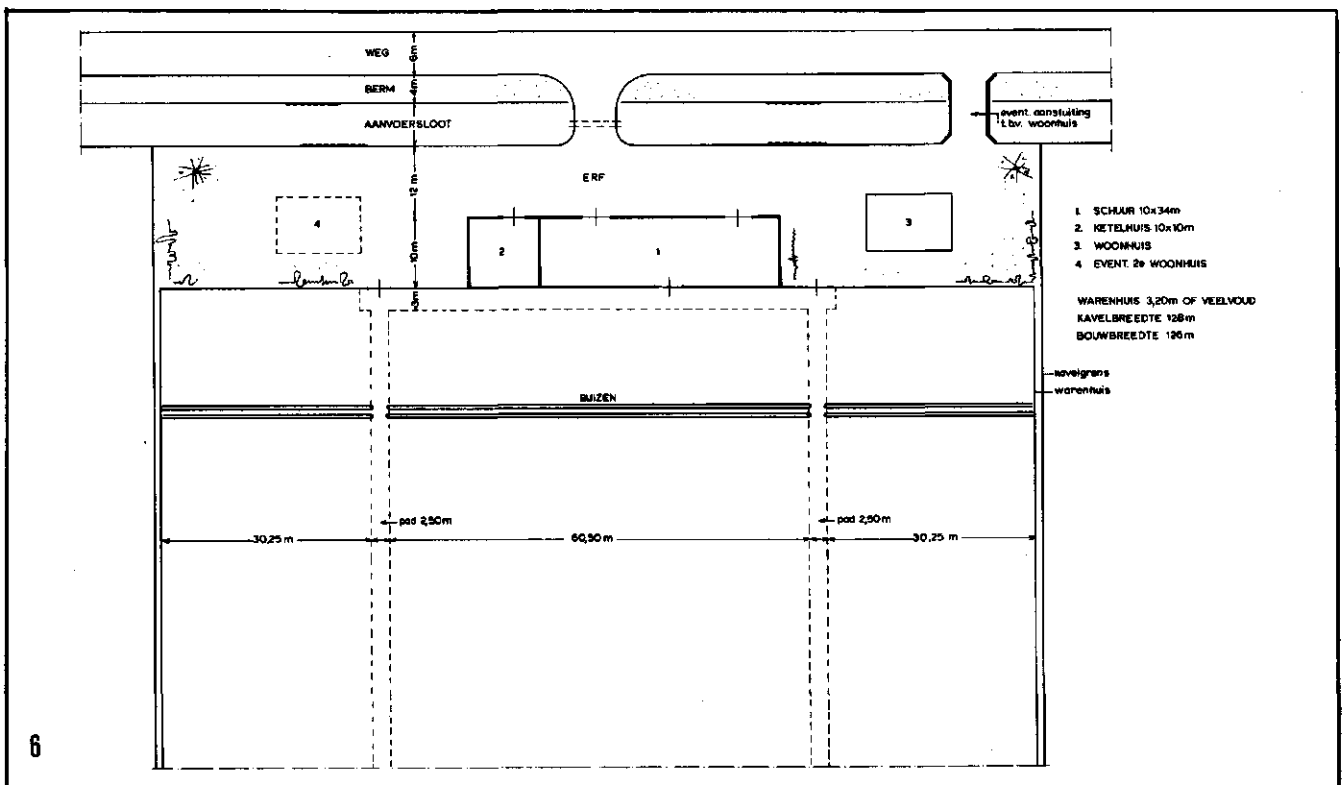 WEG
6m
BERM
4m
AANVOERSLOOT
event. aansluiting
t.b.v. woonhuis
12 m
ERF
4
3
2
1
10m
3m
1. SCHUUR 10x34m
2. KETELHUIS 10x10m
3. WOONHUIS
4. EVENT. 2e WOONHUIS
WARENHUIS 3,20m OF VEELVOUD
KAVELBREEDTE 128m
BOUWBREEDTE 126m
kavelgrens
warenhuis
BUIZEN
pad 2,50m
pad 2,50m
30,25 m
60,50 m
30,25 m
6